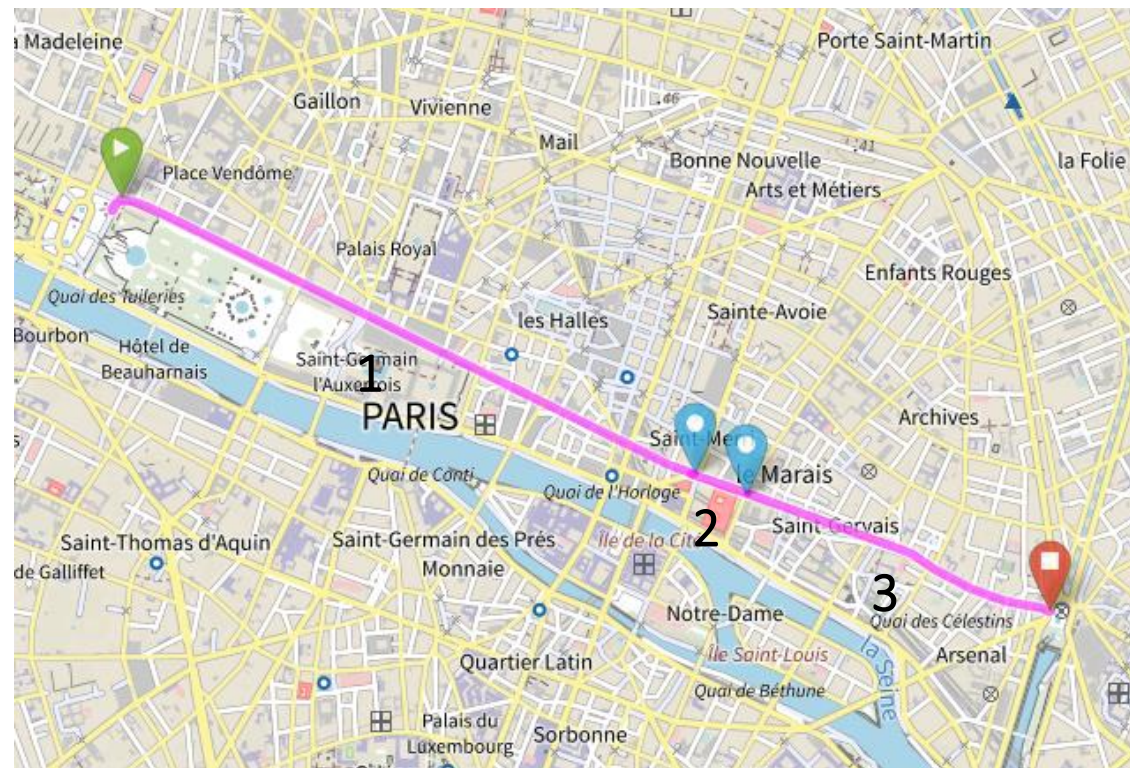 a Madeleine
Porte Saint-Martin
Gaillon
Vivienne
.46
Mail
.41
Bonne Nouvelle
la Folie
Place Vendôme
Arts et Métiers
Palais Royal
Enfants Rouges
Quai des Tuileries
Sainte-Avoie
les Halles
Bourbon
Hôtel de
Beauharnais
Saint-Germain
l'Auxerrois
1
PARIS
Archives
Saint-Merri
le Marais
Quai de Conti
Quai de l'Horloge
2
Saint-Gervais
Saint-Thomas d'Aquin
Saint-Germain des Prés
Île de la Cité
de Galliffet
Monnaie
3
Notre-Dame
Quai des Célestins
la Seine
Île Saint-Louis
Arsenal
Quartier Latin
Quai de Béthune
Palais du
Luxembourg
Sorbonne